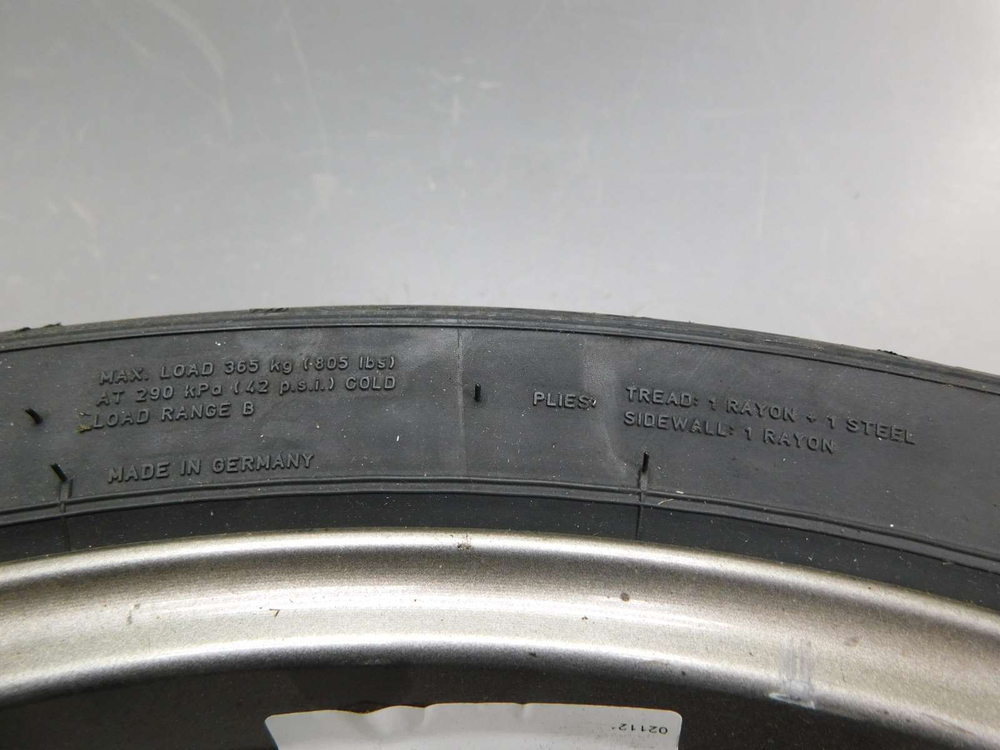 MAX. LOAD 365 kg (805 lbs)
AT 290 kPa (42 p.s.i.) COLD
LOAD RANGE B
MADE IN GERMANY
PLIES: TREAD: 1 RAYON + 1 STEEL
SIDEWALL: 1 RAYON
02112